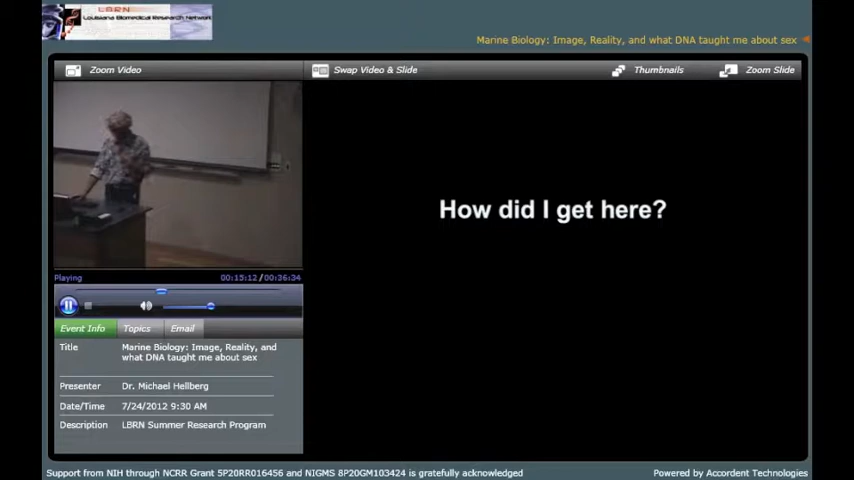 LBRN
Louisiana Biomedical Research Network
Marine Biology: Image, Reality, and what DNA taught me about sex
Zoom Video
Swap Video & Slide
Thumbnails
Zoom Slide
How did I get here?
Playing
00:15:12/00:36:34
Event Info
Topics
Email
Title
Marine Biology: Image, Reality, and
what DNA taught me about sex
Presenter
Dr. Michael Hellberg
Date/Time
7/24/2012 9:30 AM
Description
LBRN Summer Research Program
Support from NIH through NCRR Grant 5P20RR016456 and NIGMS 8P20GM103424 is gratefully acknowledged
Powered by Accordent Technologies